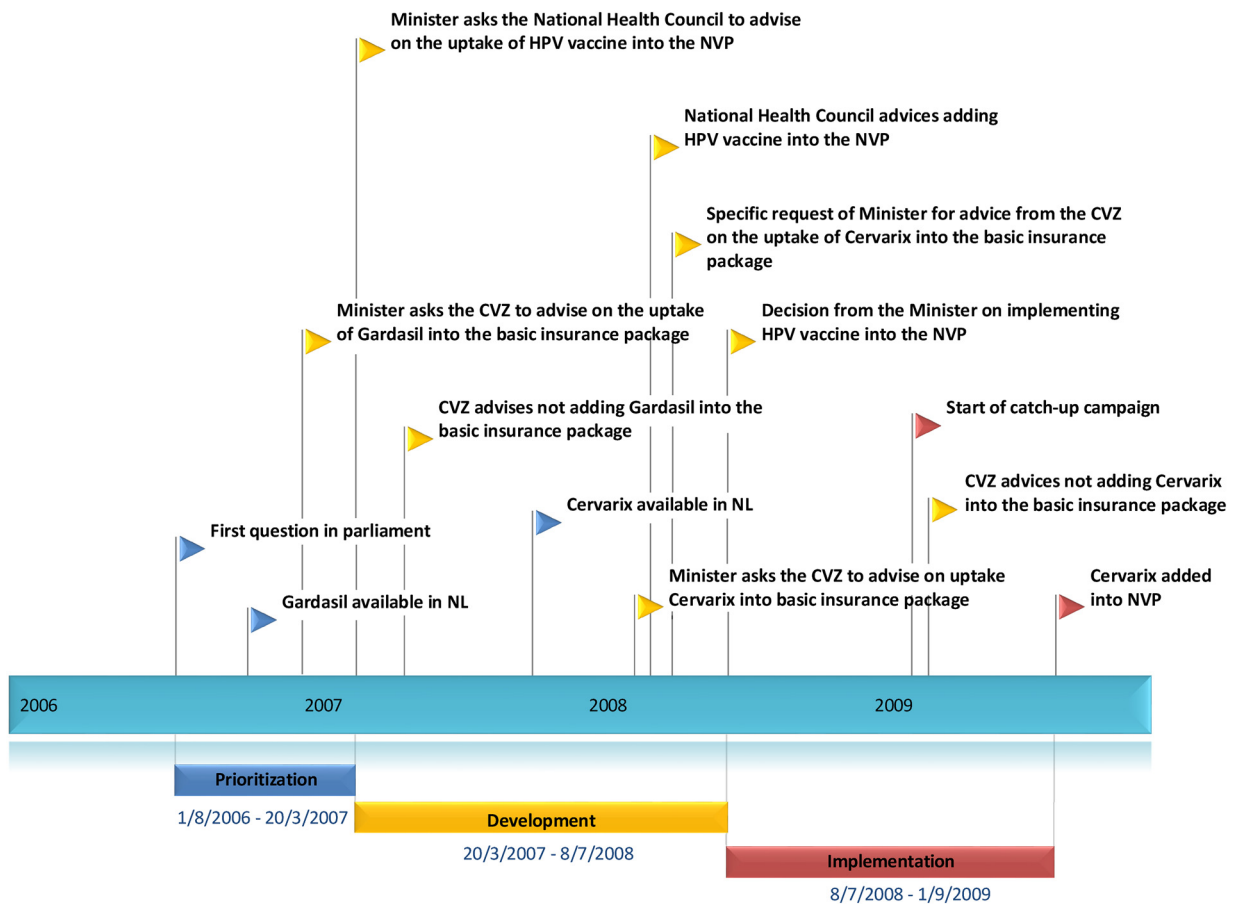 Minister asks the National Health Council to advise
on the uptake of HPV vaccine into the NVP
National Health Council advices adding
HPV vaccine into the NVP
Specific request of Minister for advice from the CVZ
on the uptake of Cervarix into the basic insurance
package
Minister asks the CVZ to advise on the uptake
of Gardasil into the basic insurance package
Decision from the Minister on implementing
HPV vaccine into the NVP
CVZ advises not adding Gardasil into the
basic insurance package
Start of catch-up campaign
CVZ advices not adding Cervarix
into the basic insurance package
Cervarix available in NL
First question in parliament
Minister asks the CVZ to advise on uptake
Cervarix into basic insurance package
Cervarix added
into NVP
Gardasil available in NL
2006
2007
2008
2009
Prioritization
1/8/2006 - 20/3/2007
Development
20/3/2007 - 8/7/2008
Implementation
8/7/2008 - 1/9/2009